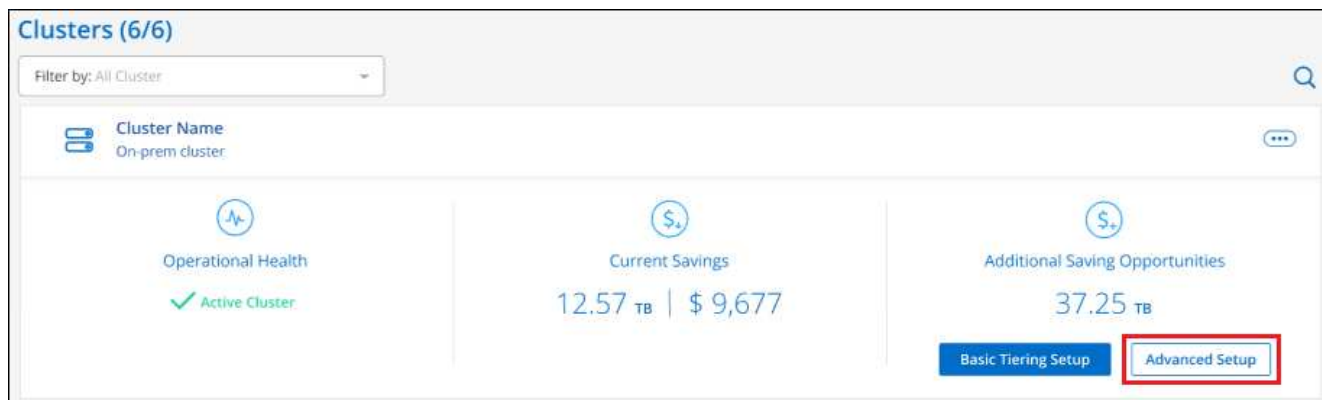 Clusters (6/6)
Filter by: All Cluster
Cluster Name
On-prem cluster
Operational Health
Active Cluster
Current Savings
12.57 TB | $ 9,677
Additional Saving Opportunities
37.25 TB
Basic Tiering Setup
Advanced Setup